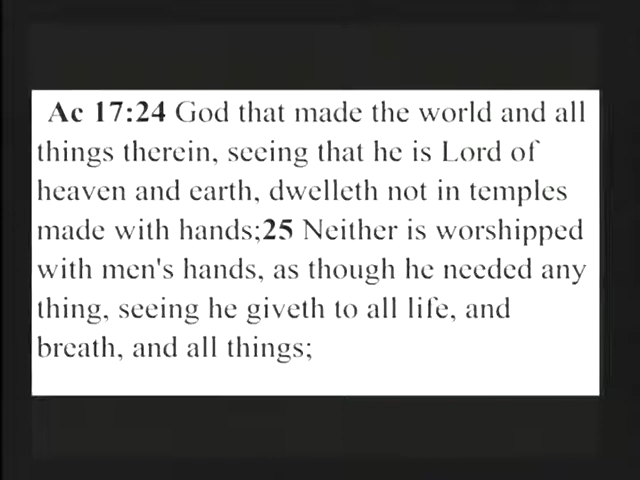 Ac 17:24 God that made the world and all
things therein, seeing that he is Lord of
heaven and earth, dwelleth not in temples
made with hands;25 Neither is worshipped
with men's hands, as though he needed any
thing, seeing he giveth to all life, and
breath, and all things;